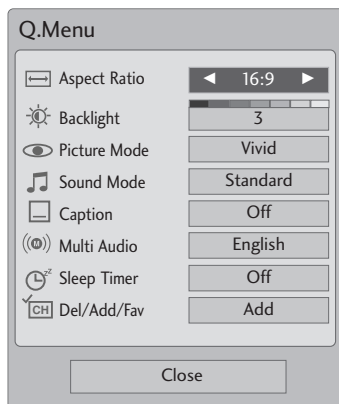 Q.Menu
Aspect Ratio ◄ 16:9 ►
Backlight 3
Picture Mode Vivid
Sound Mode Standard
Caption Off
Multi Audio English
Sleep Timer Off
CH Del/Add/Fav Add
Close